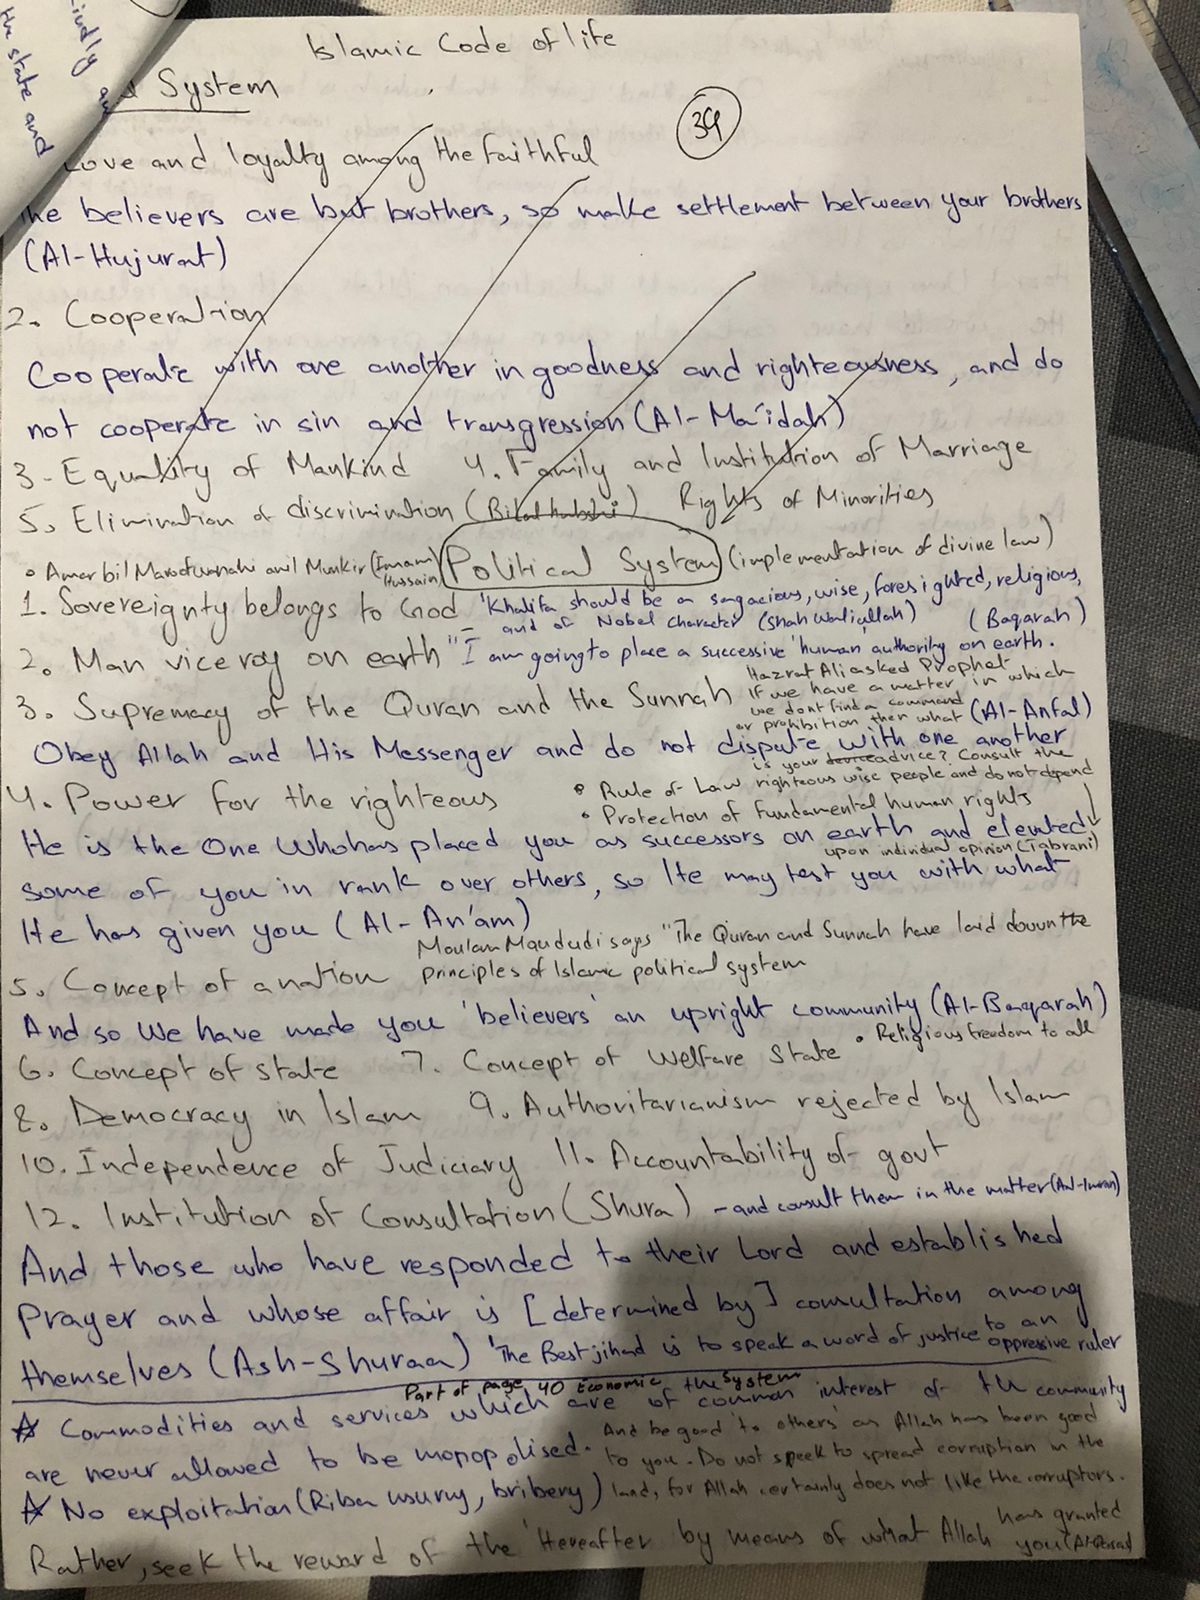 Islamic Code of life
System
39
Love and loyalty among the faithful
The believers are but brothers, so make settlement between your brothers
(Al-Hujurat)
2. Cooperation
Cooperate with one another in goodness and righteousness, and do
not cooperate in sin and transgression (Al-Ma'idah)
3- Equality of Mankind 4. Family and Institution of Marriage
5. Elimination of discrimination (Bilal habshi) Rights of Minorities
Political System (implementation of divine law)
• Amar bil Marofwanahi anil Munkir (Imam Hussain)
1. Sovereignty belongs to God 'Khalifa should be a sagacious, wise, foresighted, religious,
and of Nobel character (Shah Waliullah) (Baqarah)
2. Man viceroy on earth "I am going to place a successive 'human authority on earth.
3. Supremacy of the Quran and the Sunnah
Hazrat Ali asked Prophet
If we have a matter in which
we dont find a command
or prohibition then what
is your advice? Consult the
righteous wise people and do not depend
upon individual opinion (Tabrani)
(Al-Anfal)
Obey Allah and His Messenger and do not dispute with one another
4. Power for the righteous
• Rule of Law
• Protection of fundamental human rights
He is the One Who has placed you as successors on earth and elevated
some of you in rank over others, so He may test you with what
He has given you (Al-An'am)
Moulan Maududi says "The Quran and Sunnah have laid down the
principles of Islamic political system
5. Concept of a nation
And so We have made you 'believers' an upright community (Al-Baqarah)
• Religious freedom to all
6. Concept of state 7. Concept of Welfare State
8. Democracy in Islam 9. Authoritarianism rejected by Islam
10. Independence of Judiciary 11. Accountability of govt
12. Institution of Consultation (Shura) - and consult them in the matter (Aal-Imran)
And those who have responded to their Lord and established
Prayer and whose affair is [determined by] consultation among
themselves (Ash-Shuraa) 'The Best jihad is to speak a word of justice to an oppressive ruler
Part of page 40 Economic System
☆ Commodities and services which are of the common interest of the community
are never allowed to be monopolised.
☆ No exploitation (Riba usury, bribery)
And be good 'to others' as Allah has been good
to you. Do not seek to spread corruption in the
land, for Allah certainly does not like the corruptors.
Rather, seek the reward of the 'Hereafter by means of what Allah has granted you
kindly
the state and